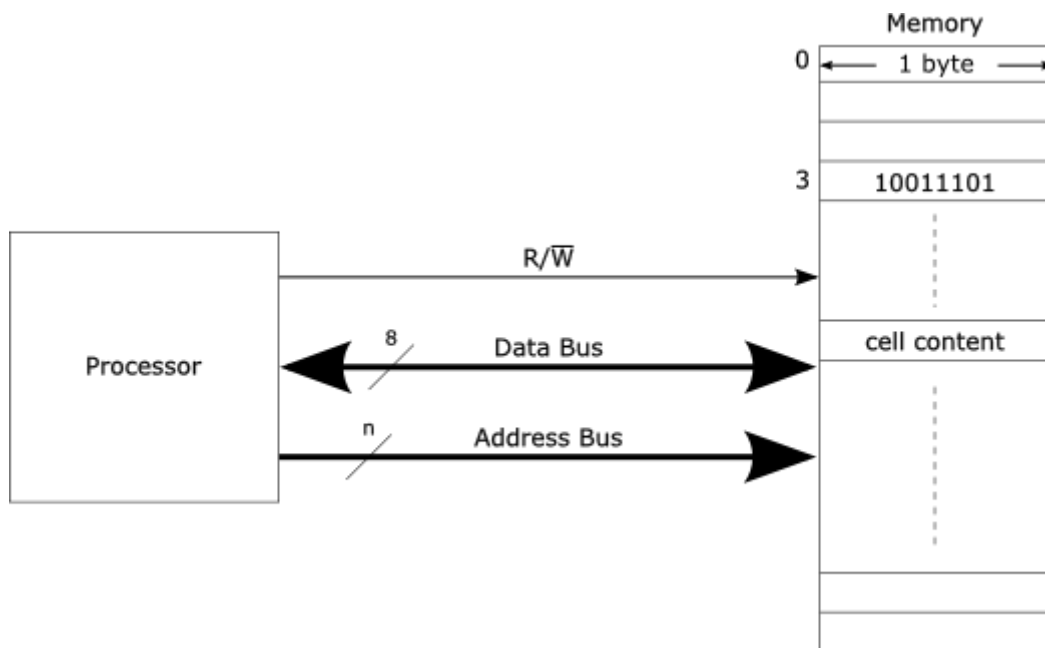 Memory
0
1 byte
3
10011101
R/W̅
8
Data Bus
cell content
Processor
n
Address Bus